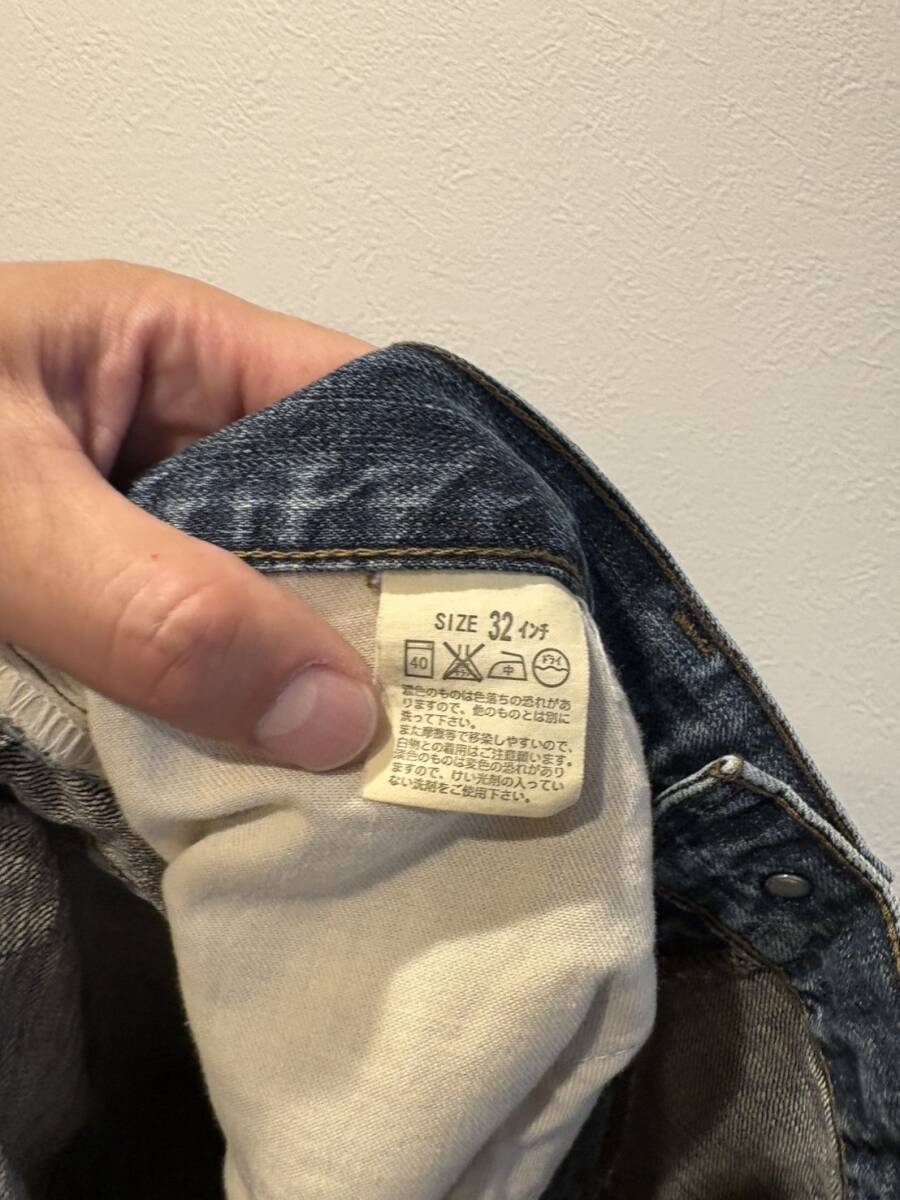 SIZE 32 インチ
40 中 ドライ
濃色のものは色落ちの恐れがあ
りますので、他のものとは別に
洗って下さい。
また摩擦等で移染しやすいので、
白物との着用はご注意願います。
淡色のものは変色の恐れがあり
ますので、けい光剤の入ってい
ない洗剤をご使用下さい。